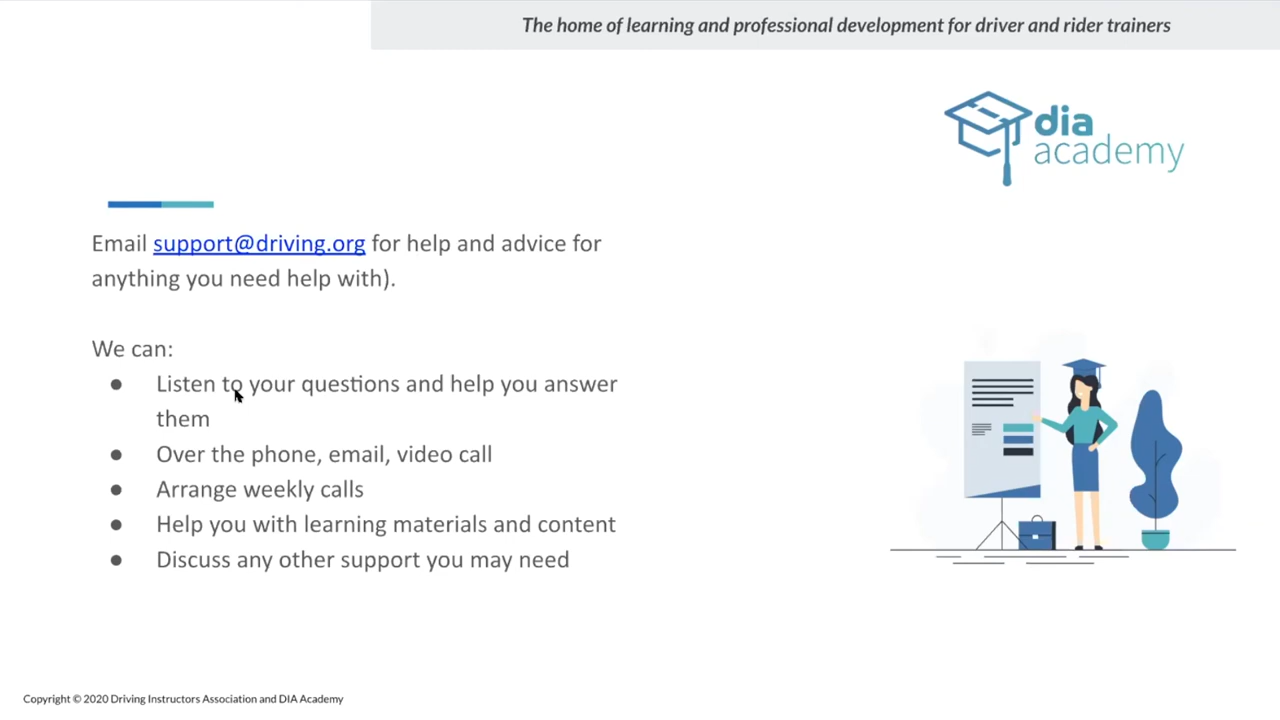 The home of learning and professional development for driver and rider trainers
dia
academy
Email support@driving.org for help and advice for
anything you need help with).
We can:
● Listen to your questions and help you answer
them
● Over the phone, email, video call
● Arrange weekly calls
● Help you with learning materials and content
● Discuss any other support you may need
Copyright © 2020 Driving Instructors Association and DIA Academy